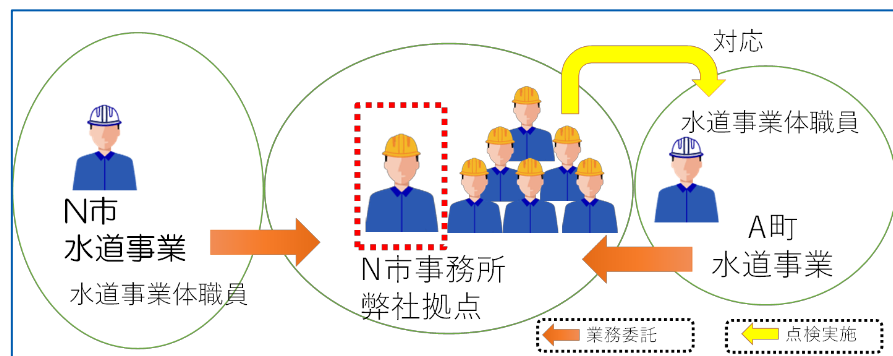 対応
水道事業体職員
N市
水道事業
水道事業体職員
N市事務所
弊社拠点
A町
水道事業
業務委託
点検実施